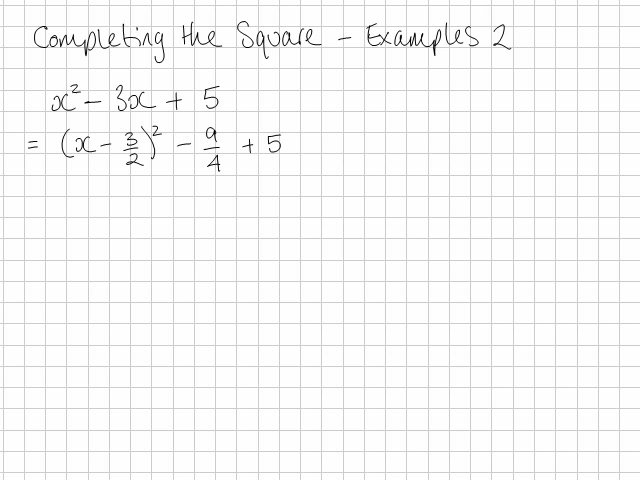 Completing the Square - Examples 2
x² - 3x + 5
= (x - 3/2)² - 9/4 + 5